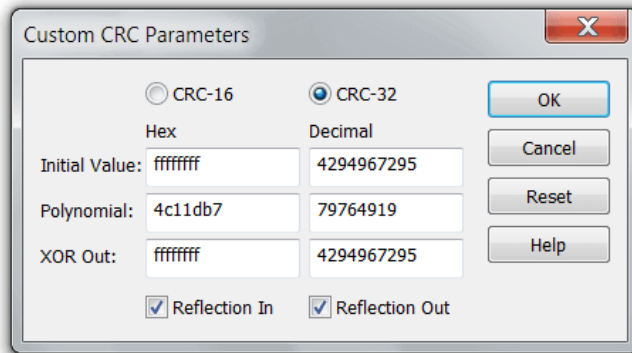 Custom CRC Parameters
CRC-16 CRC-32 OK
Hex Decimal
Initial Value: ffffffff 4294967295 Cancel
Polynomial: 4c11db7 79764919 Reset
XOR Out: ffffffff 4294967295 Help
Reflection In Reflection Out